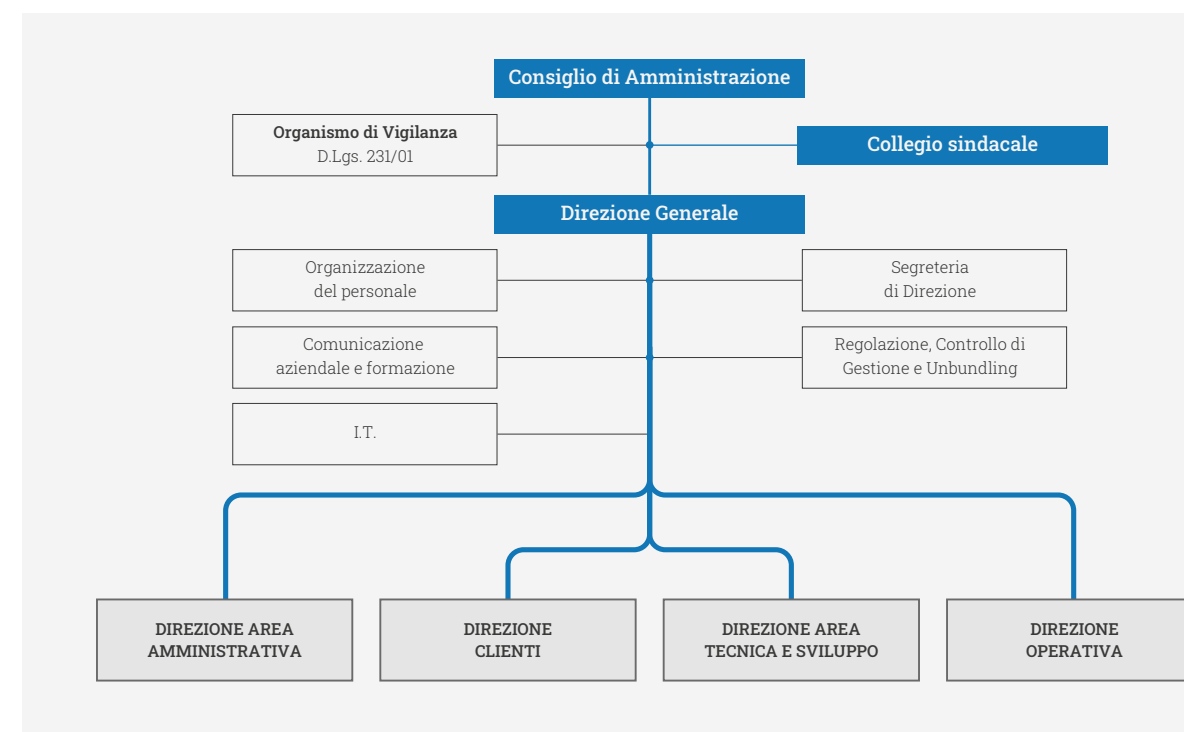 Consiglio di Amministrazione
Organismo di Vigilanza
D.Lgs. 231/01
Collegio sindacale
Direzione Generale
Organizzazione
del personale
Segreteria
di Direzione
Comunicazione
aziendale e formazione
Regolazione, Controllo di
Gestione e Unbundling
I.T.
DIREZIONE AREA
AMMINISTRATIVA
DIREZIONE
CLIENTI
DIREZIONE AREA
TECNICA E SVILUPPO
DIREZIONE
OPERATIVA